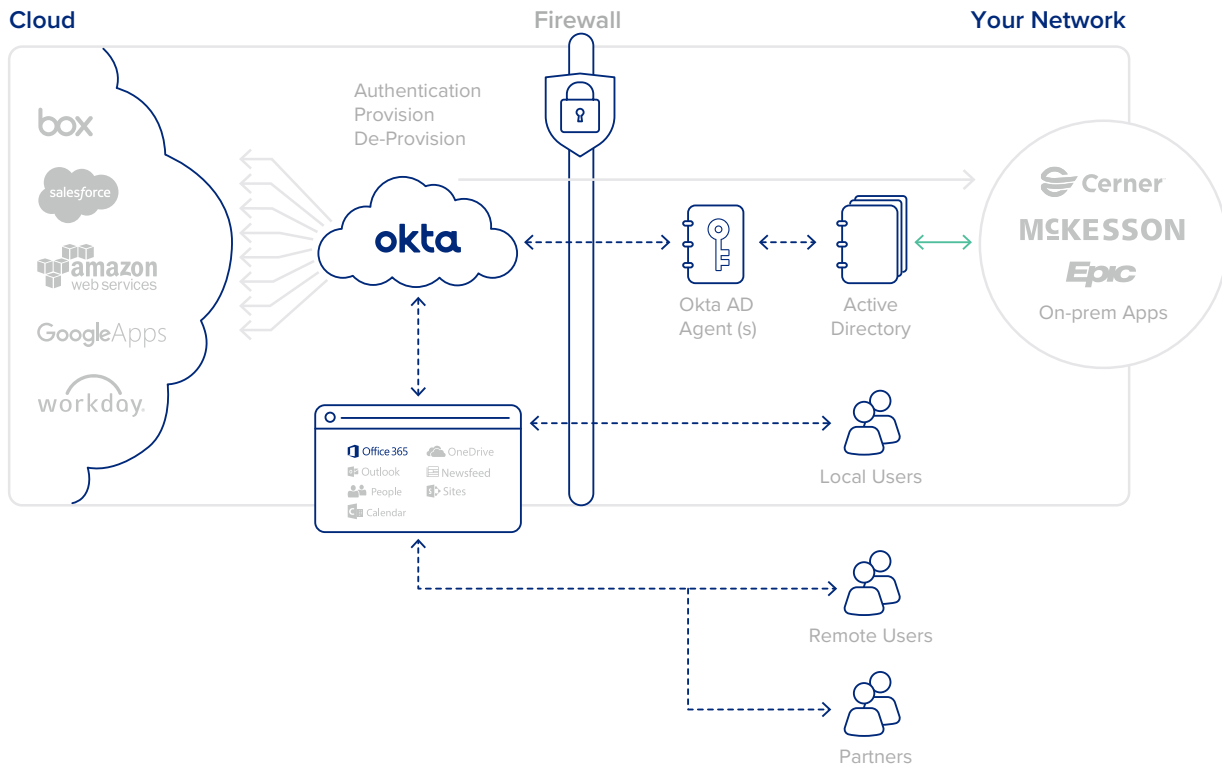 Cloud
Firewall
Your Network
Authentication
Provision
De-Provision
box
salesforce
amazon
web services
Google Apps
workday.
okta
Okta AD
Agent (s)
Active
Directory
Cerner
MCKESSON
Epic
On-prem Apps
Office 365
OneDrive
Outlook
Newsfeed
People
Sites
Calendar
Local Users
Remote Users
Partners